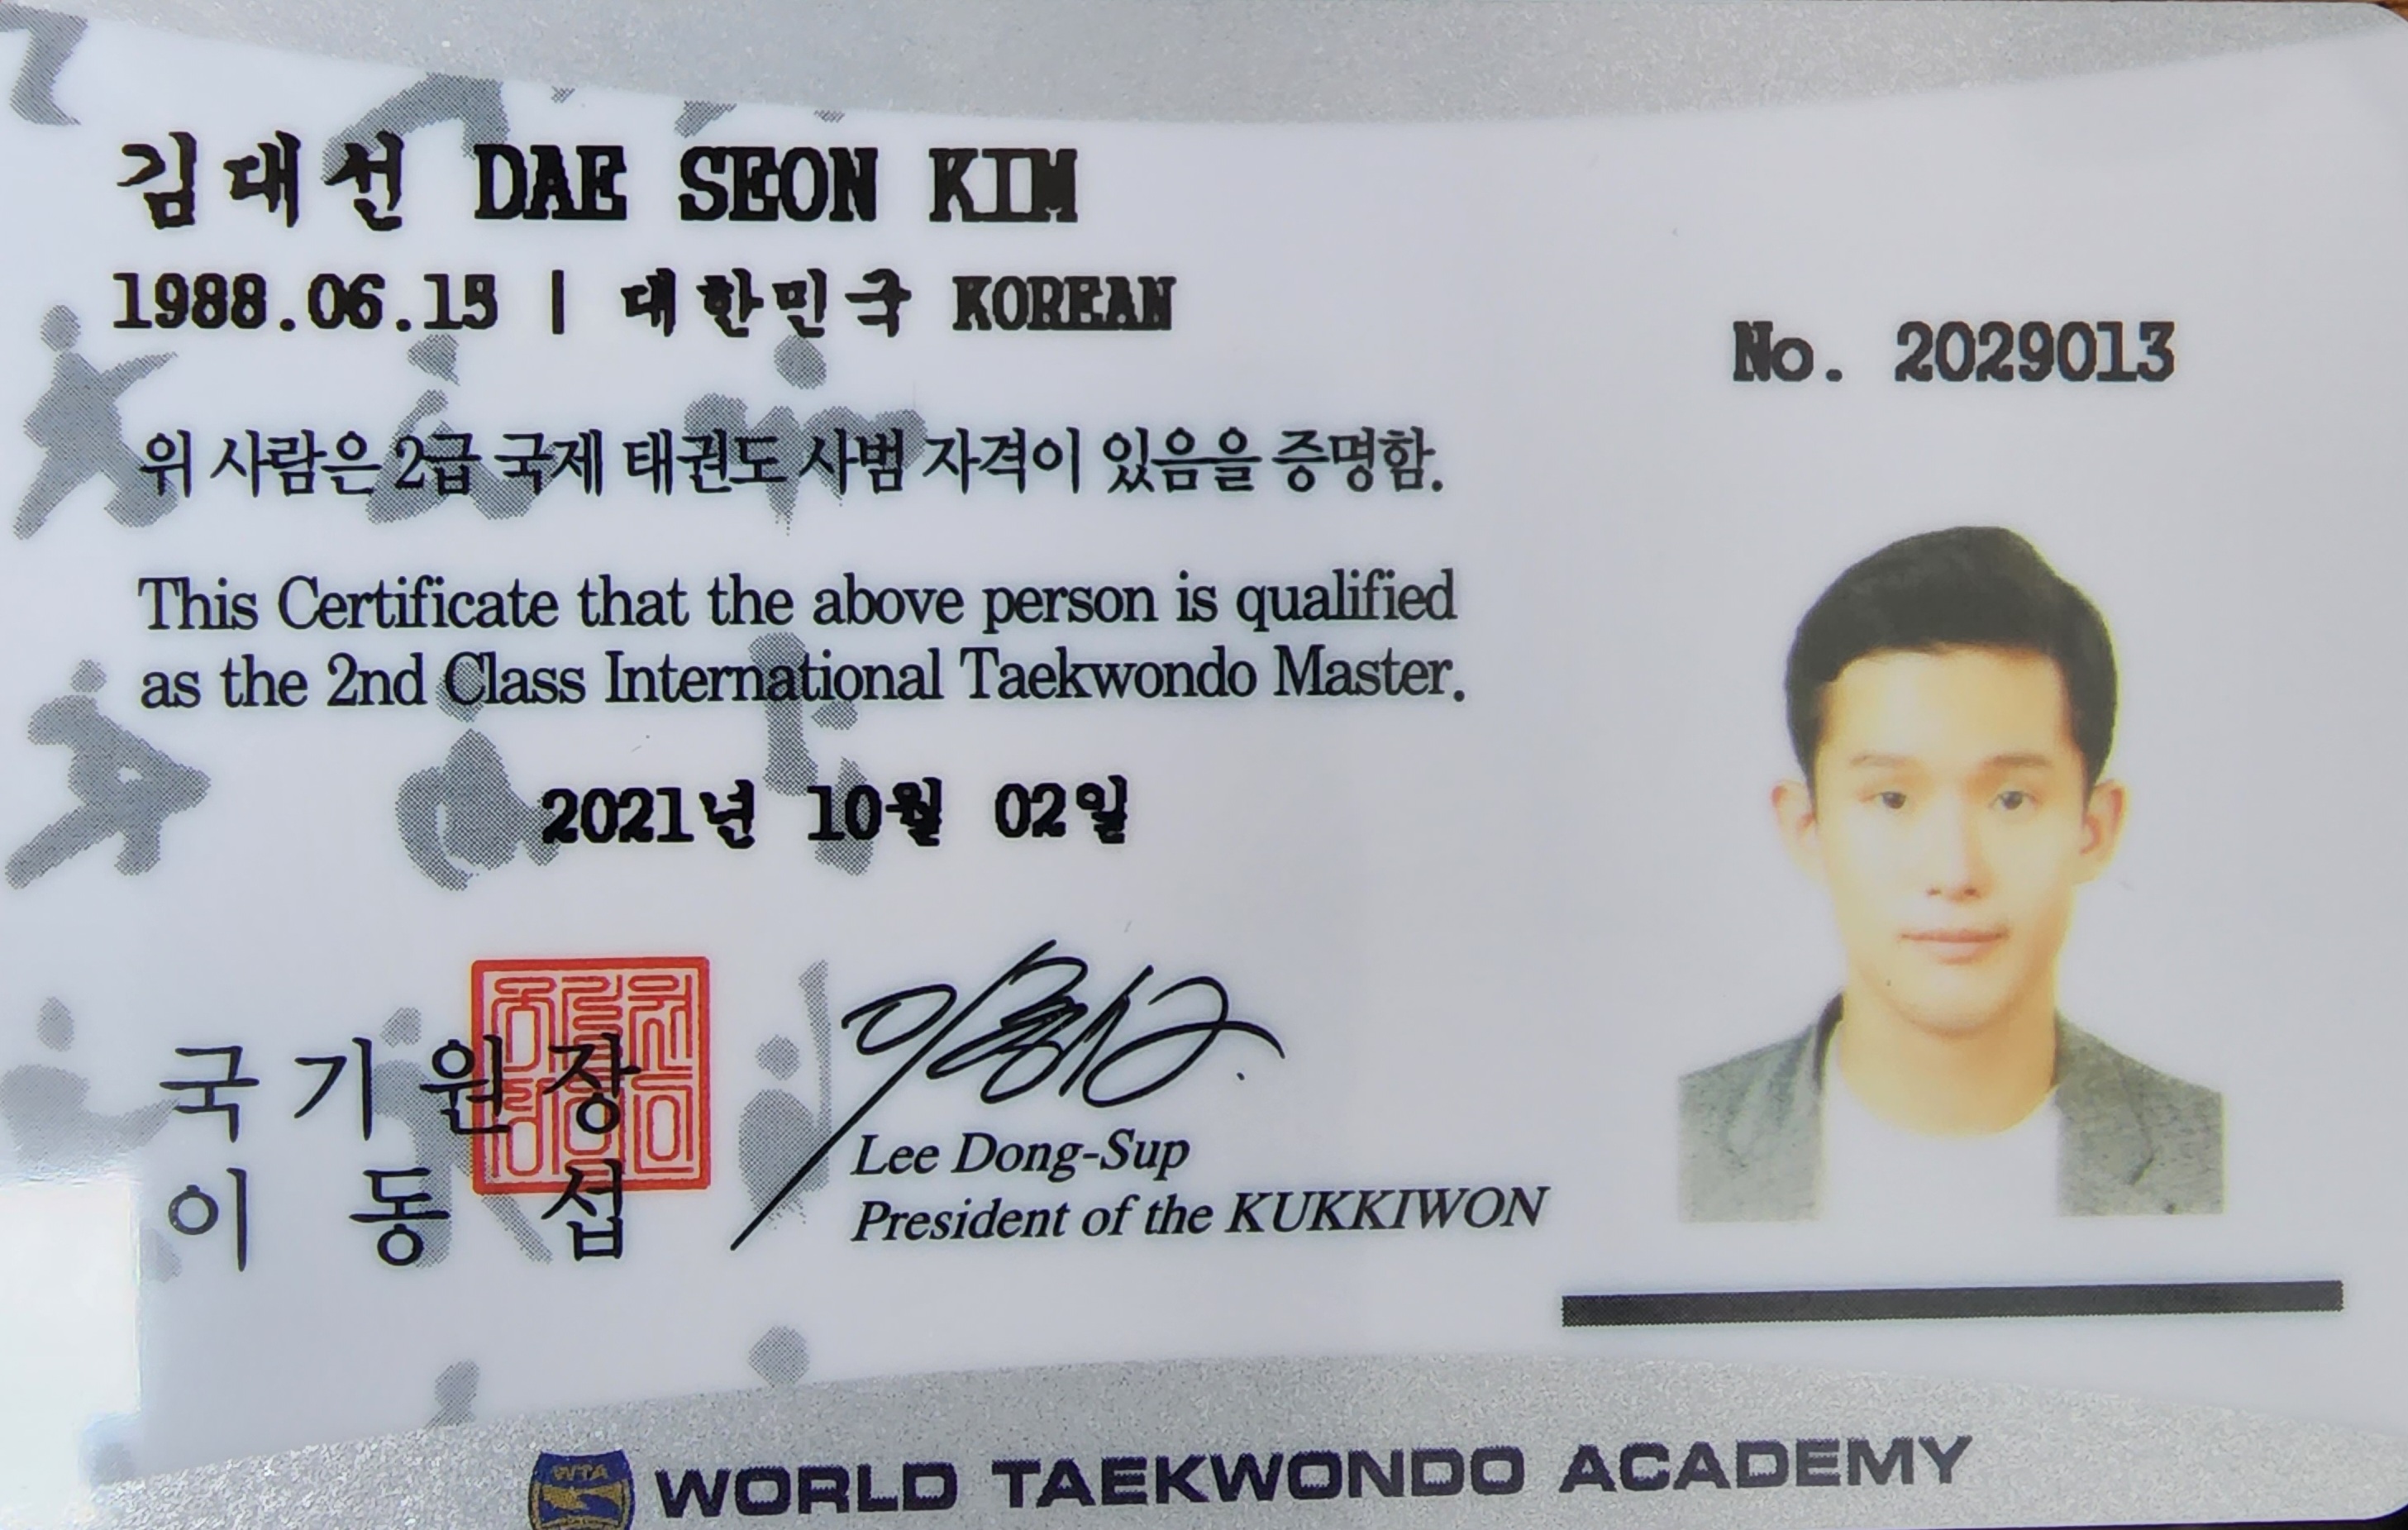 김대선 DAE SEON KIM
1988.06.15 | 대한민국 KOREAN
No. 2029013
위 사람은 2급 국제 태권도 사범 자격이 있음을 증명함.
This Certificate that the above person is qualified
as the 2nd Class International Taekwondo Master.
2021년 10월 02일
국기원장
이동섭
Lee Dong-Sup
President of the KUKKIWON
WTA
WORLD TAEKWONDO ACADEMY